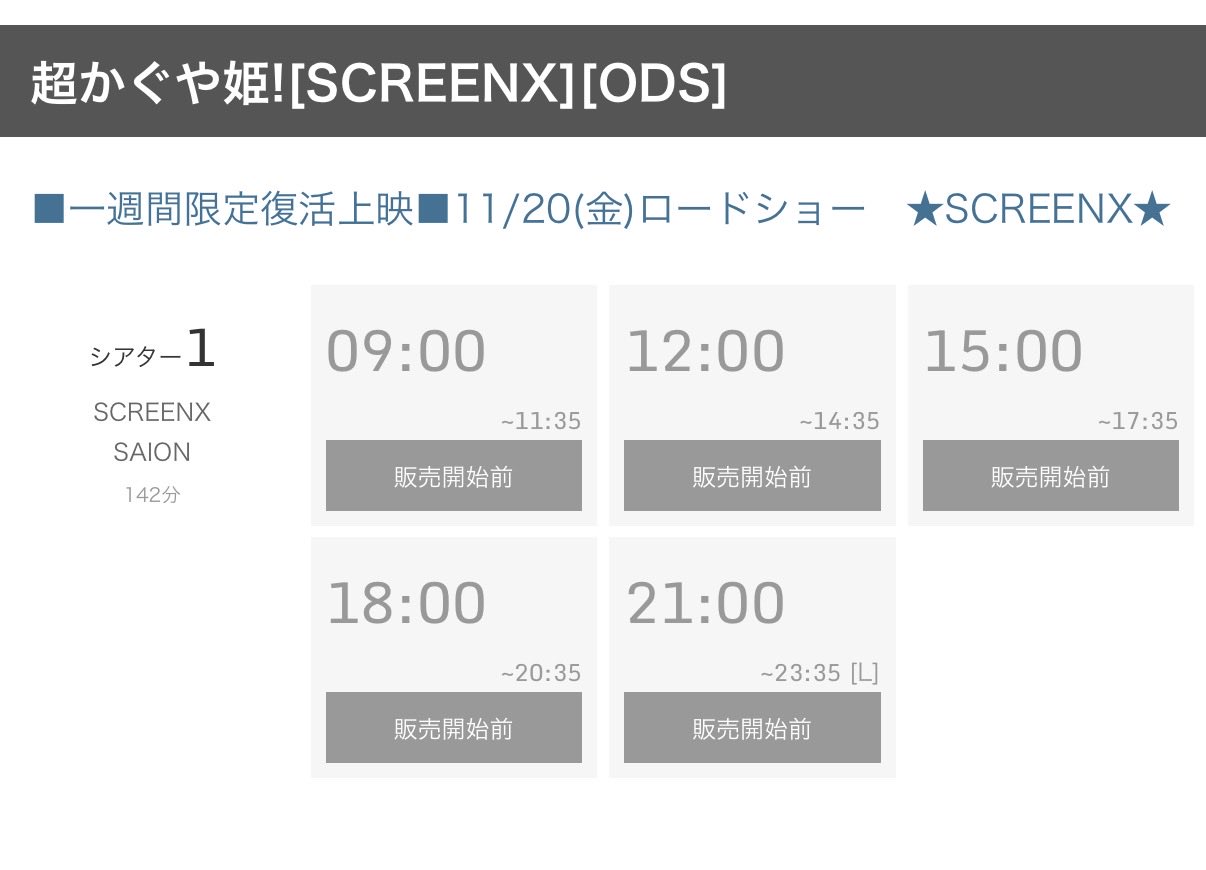 超かぐや姫![SCREENX][ODS]
■一週間限定復活上映■11/20(金)ロードショー　★SCREENX★
シアター1
SCREENX
SAION
142分
09:00
~11:35
販売開始前
12:00
~14:35
販売開始前
15:00
~17:35
販売開始前
18:00
~20:35
販売開始前
21:00
~23:35 [L]
販売開始前